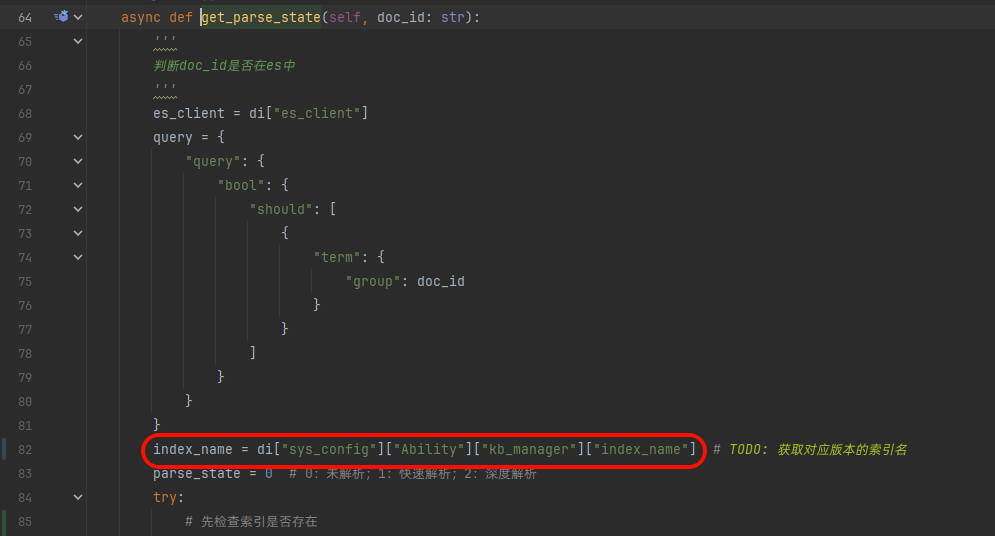 64 async def get_parse_state(self, doc_id: str):
65 '''
66 判断doc_id是否在es中
67 '''
68 es_client = di["es_client"]
69 query = {
70 "query": {
71 "bool": {
72 "should": [
73 {
74 "term": {
75 "group": doc_id
76 }
77 }
78 ]
79 }
80 }
81 }
82 index_name = di["sys_config"]["Ability"]["kb_manager"]["index_name"] # TODO: 获取对应版本的索引名
83 parse_state = 0 # 0: 未解析; 1: 快速解析; 2: 深度解析
84 try:
85 # 先检查索引是否存在